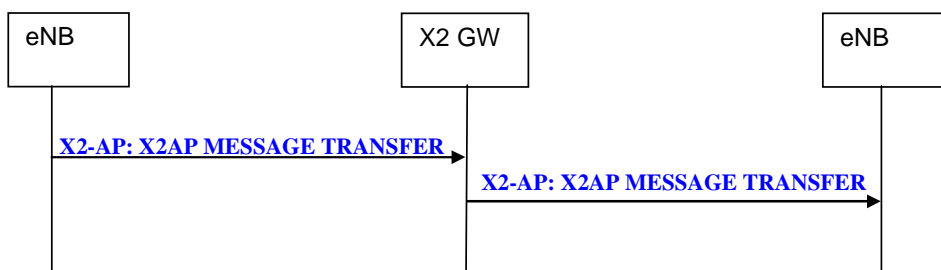 eNB
X2 GW
eNB
X2-AP: X2AP MESSAGE TRANSFER
X2-AP: X2AP MESSAGE TRANSFER